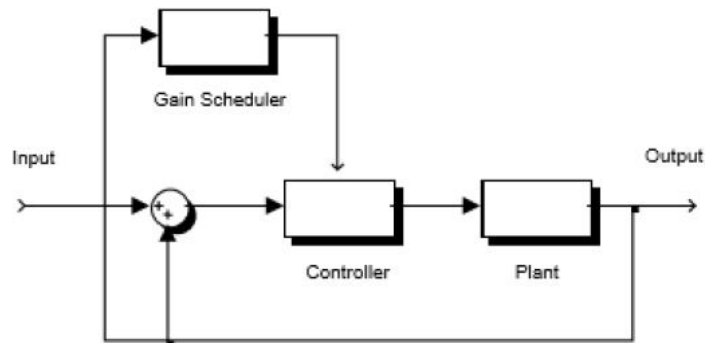 Gain Scheduler
Input
Output
+
+
Controller
Plant